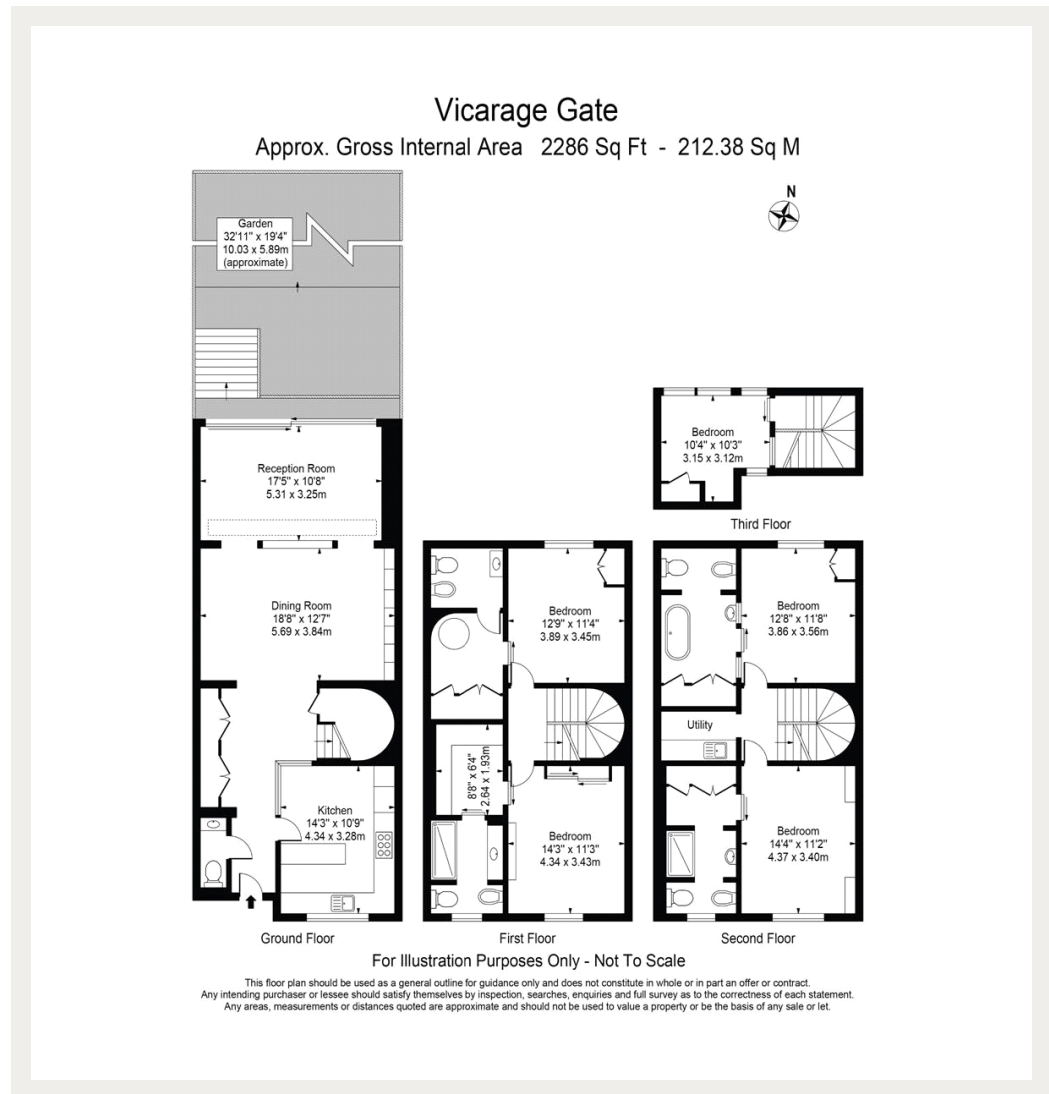 Vicarage Gate
Approx. Gross Internal Area 2286 Sq Ft - 212.38 Sq M
N
Garden
32'11" x 19'4"
10.03 x 5.89m
(approximate)
Reception Room
17'5" x 10'8"
5.31 x 3.25m
Dining Room
18'8" x 12'7"
5.69 x 3.84m
Kitchen
14'3" x 10'9"
4.34 x 3.28m
Ground Floor
Bedroom
12'9" x 11'4"
3.89 x 3.45m
8'8" x 6'4"
2.64 x 1.93m
Bedroom
14'3" x 11'3"
4.34 x 3.43m
First Floor
Bedroom
10'4" x 10'3"
3.15 x 3.12m
Third Floor
Bedroom
12'8" x 11'8"
3.86 x 3.56m
Utility
Bedroom
14'4" x 11'2"
4.37 x 3.40m
Second Floor
For Illustration Purposes Only - Not To Scale
This floor plan should be used as a general outline for guidance only and does not constitute in whole or in part an offer or contract.
Any intending purchaser or lessee should satisfy themselves by inspection, searches, enquiries and full survey as to the correctness of each statement.
Any areas, measurements or distances quoted are approximate and should not be used to value a property or be the basis of any sale or let.